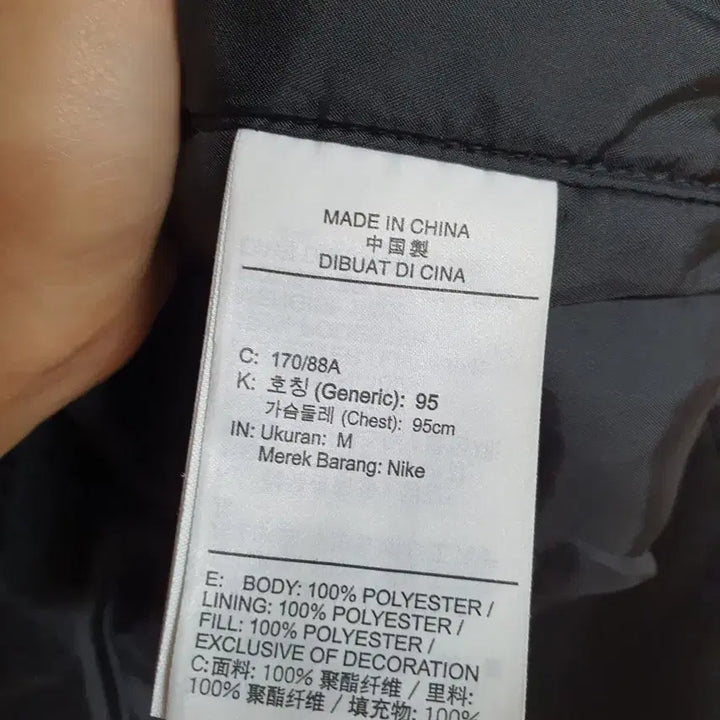 MADE IN CHINA
中国製
DIBUAT DI CINA
C: 170/88A
K: 호칭 (Generic): 95
가슴둘레 (Chest): 95cm
IN: Ukuran: M
Merek Barang: Nike
E: BODY: 100% POLYESTER /
LINING: 100% POLYESTER /
FILL: 100% POLYESTER /
EXCLUSIVE OF DECORATION
C:面料: 100% 聚酯纤维 / 里料:
100% 聚酯纤维 / 填充物: 100%